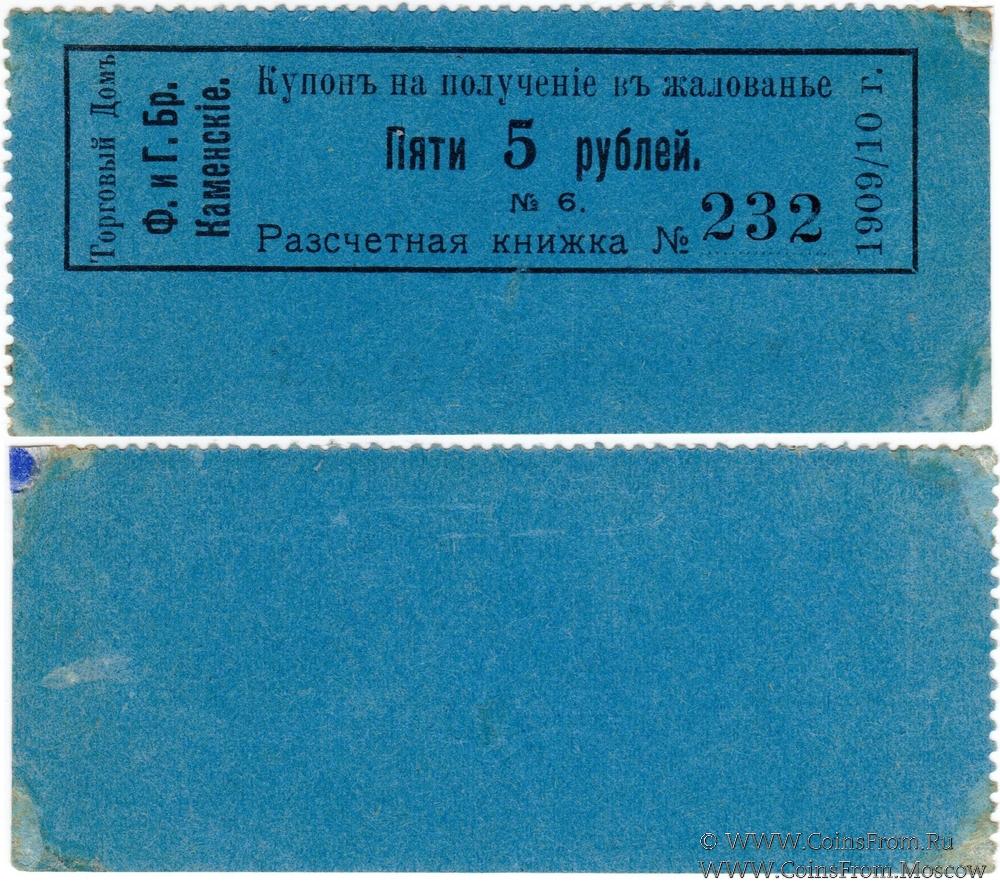 Торговый Домъ
Ф. и Г. Бр.
Каменскіе.
Купонъ на полученіе въ жалованье
Пяти 5 рублей.
№ 6.
Разсчетная книжка № 232
1909/10 г.
© WWW.CoinsFrom.Ru
WWW.CoinsFrom.Moscow